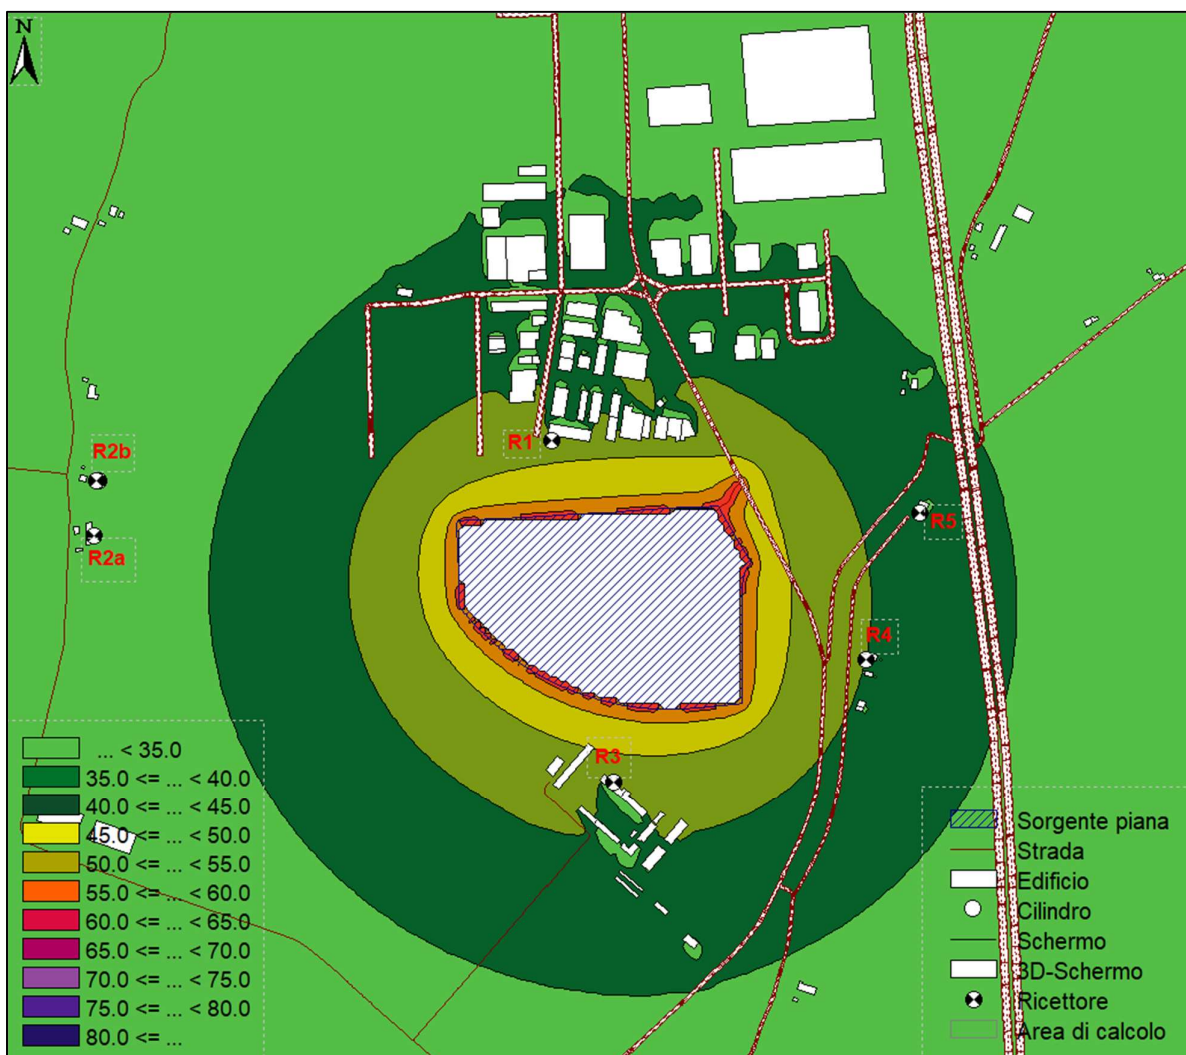 N
R1
R2b
R2a
R5
R4
R3
... < 35.0
35.0 <= ... < 40.0
40.0 <= ... < 45.0
45.0 <= ... < 50.0
50.0 <= ... < 55.0
55.0 <= ... < 60.0
60.0 <= ... < 65.0
65.0 <= ... < 70.0
70.0 <= ... < 75.0
75.0 <= ... < 80.0
80.0 <= ...
Sorgente piana
Strada
Edificio
Cilindro
Schermo
3D-Schermo
Ricettore
Area di calcolo